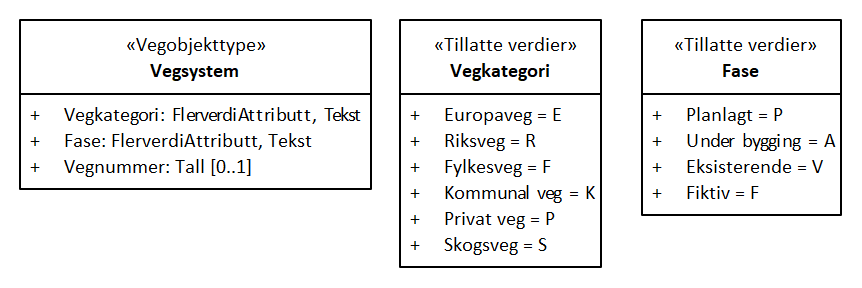 «Vegobjekttype»
Vegsystem
+ Vegkategori: FlerverdiAttributt, Tekst
+ Fase: FlerverdiAttributt, Tekst
+ Vegnummer: Tall [0..1]
«Tillatte verdier»
Vegkategori
+ Europaveg = E
+ Riksveg = R
+ Fylkesveg = F
+ Kommunal veg = K
+ Privat veg = P
+ Skogsveg = S
«Tillatte verdier»
Fase
+ Planlagt = P
+ Under bygging = A
+ Eksisterende = V
+ Fiktiv = F